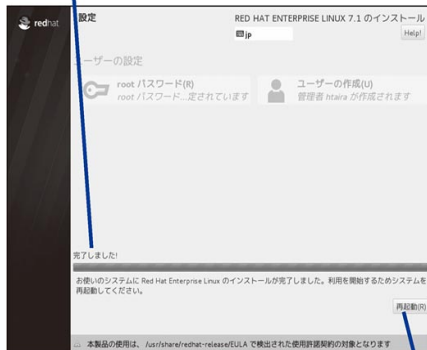 redhat
設定
RED HAT ENTERPRISE LINUX 7.1 のインストール
jp
Help!
ユーザーの設定
root パスワード(R)
root パスワード...定されています
ユーザーの作成(U)
管理者 htaira が作成されます
完了しました!
お使いのシステムに Red Hat Enterprise Linux のインストールが完了しました。利用を開始するためシステムを
再起動してください。
再起動(R)
本製品の使用は、 /usr/share/redhat-release/EULA で検出された使用許諾契約の対象となります